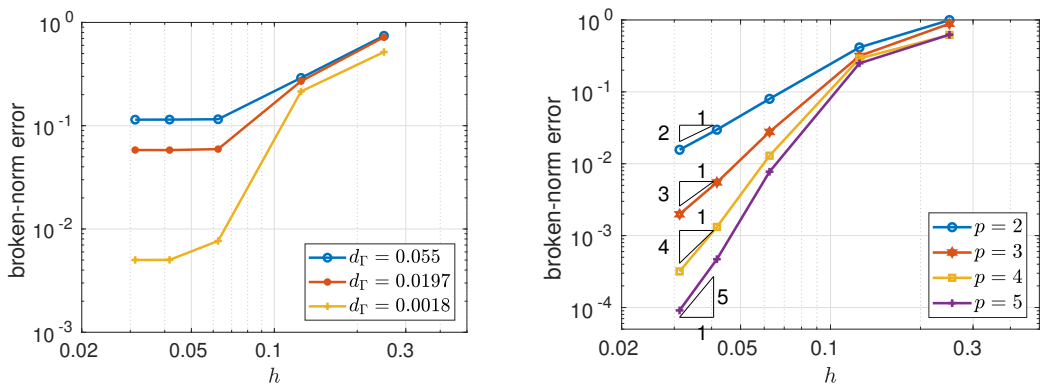 10^0
10^-1
10^-2
10^-3
broken-norm error
0.02
0.05
0.1
0.3
h
d_Γ = 0.055
d_Γ = 0.0197
d_Γ = 0.0018
10^0
10^-1
10^-2
10^-3
10^-4
broken-norm error
1
2
1
3
1
4
5
1
0.02
0.05
0.1
0.3
h
p = 2
p = 3
p = 4
p = 5